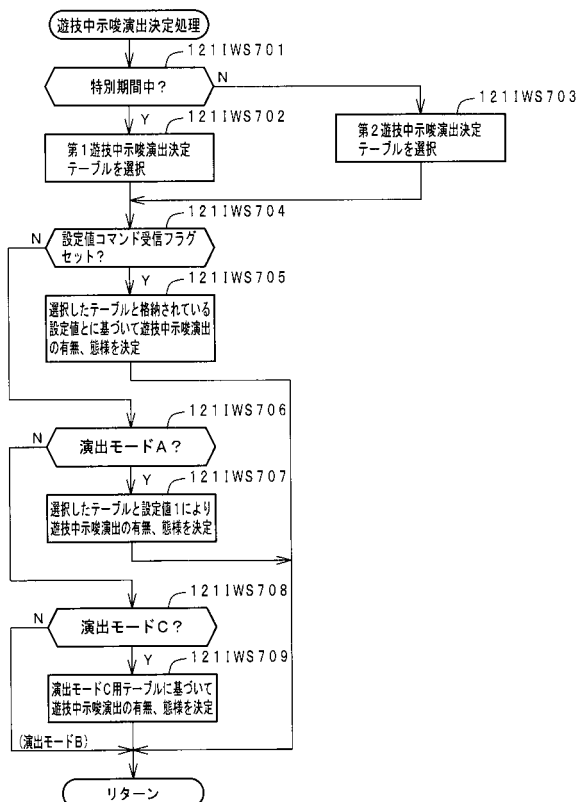 遊技中示唆演出決定処理
121IWS701
特別期間中？
N
Y
121IWS702
121IWS703
第1遊技中示唆演出決定
テーブルを選択
第2遊技中示唆演出決定
テーブルを選択
121IWS704
N
設定値コマンド受信フラグ
セット？
Y
121IWS705
選択したテーブルと格納されている
設定値とに基づいて遊技中示唆演出
の有無、態様を決定
121IWS706
N
演出モードA？
Y
121IWS707
選択したテーブルと設定値1により
遊技中示唆演出の有無、態様を決定
121IWS708
N
演出モードC？
Y
121IWS709
演出モードC用テーブルに基づいて
遊技中示唆演出の有無、態様を決定
(演出モードB)
リターン